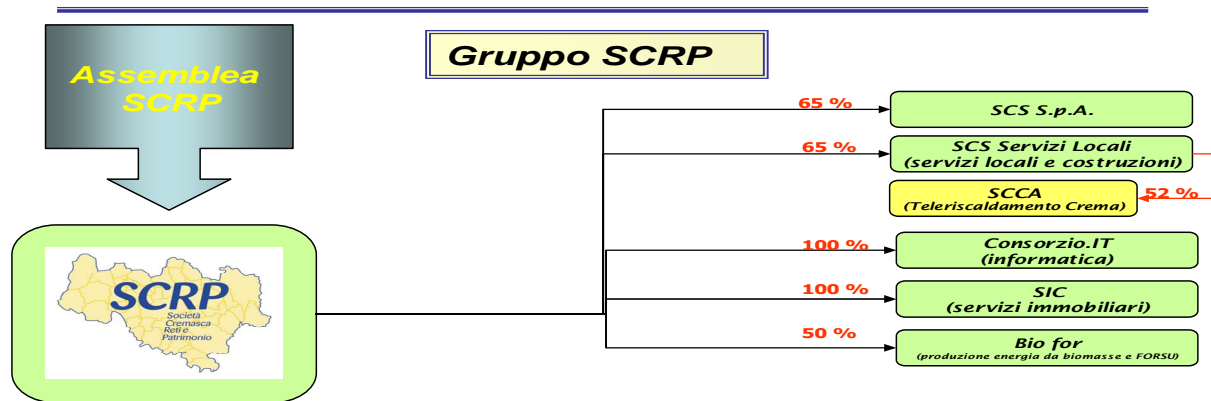 Assemblea
SCRP
Gruppo SCRP
65 %
SCS S.p.A.
65 %
SCS Servizi Locali
(servizi locali e costruzioni)
SCCA
(Teleriscaldamento Crema)
52 %
SCRP
Società
Cremasca
Reti e
Patrimonio
100 %
Consorzio.IT
(informatica)
100 %
SIC
(servizi immobiliari)
50 %
Bio for
(produzione energia da biomasse e FORSU)